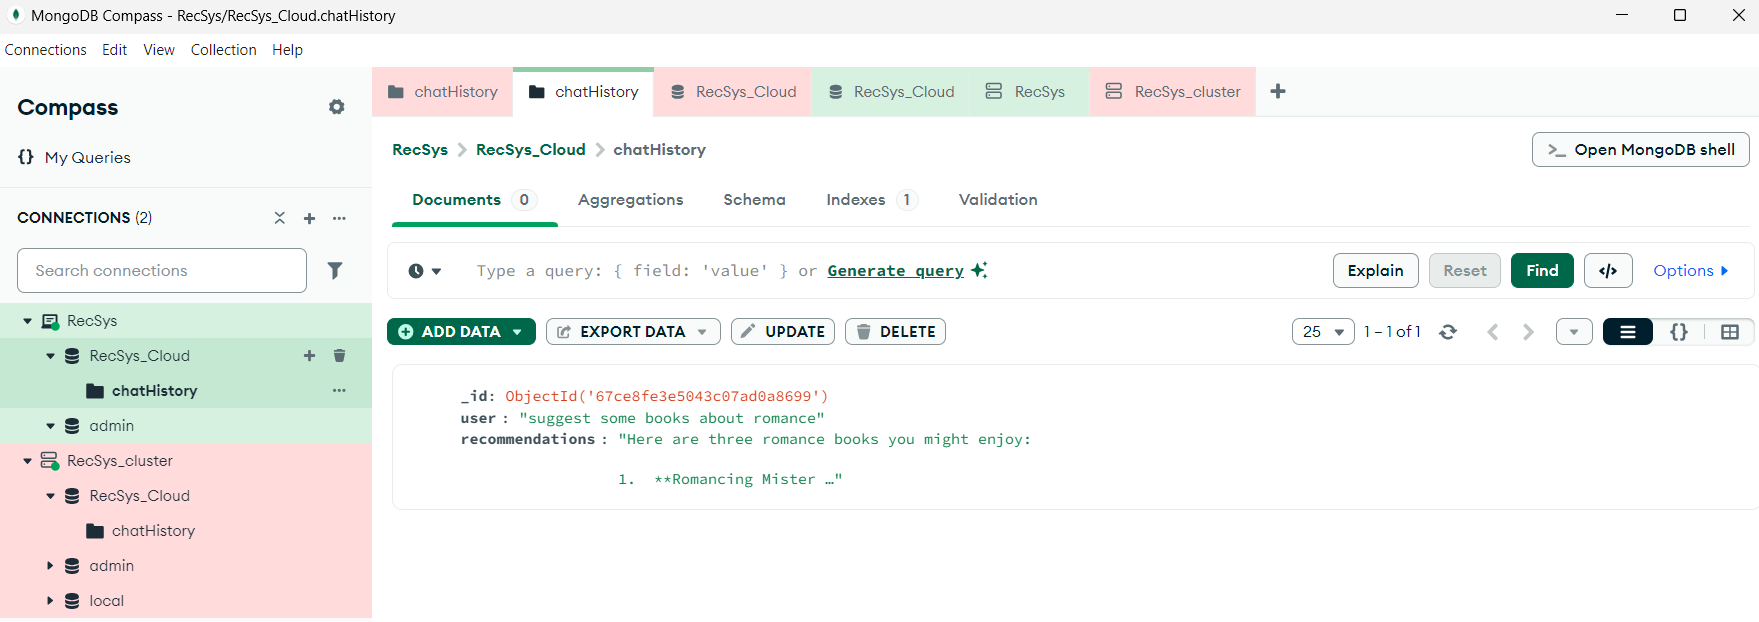 MongoDB Compass - RecSys/RecSys_Cloud.chatHistory
Connections Edit View Collection Help
Compass
{} My Queries
CONNECTIONS (2)
Search connections
RecSys
RecSys_Cloud
chatHistory
admin
RecSys_cluster
RecSys_Cloud
chatHistory
admin
local
chatHistory chatHistory RecSys_Cloud RecSys_Cloud RecSys RecSys_cluster
RecSys > RecSys_Cloud > chatHistory
>_ Open MongoDB shell
Documents 0 Aggregations Schema Indexes 1 Validation
Type a query: { field: 'value' } or Generate query
Explain Reset Find </> Options
ADD DATA EXPORT DATA UPDATE DELETE
25 1 – 1 of 1 {}
_id: ObjectId('67ce8fe3e5043c07ad0a8699')
user : "suggest some books about romance"
recommendations : "Here are three romance books you might enjoy:
1. **Romancing Mister …"